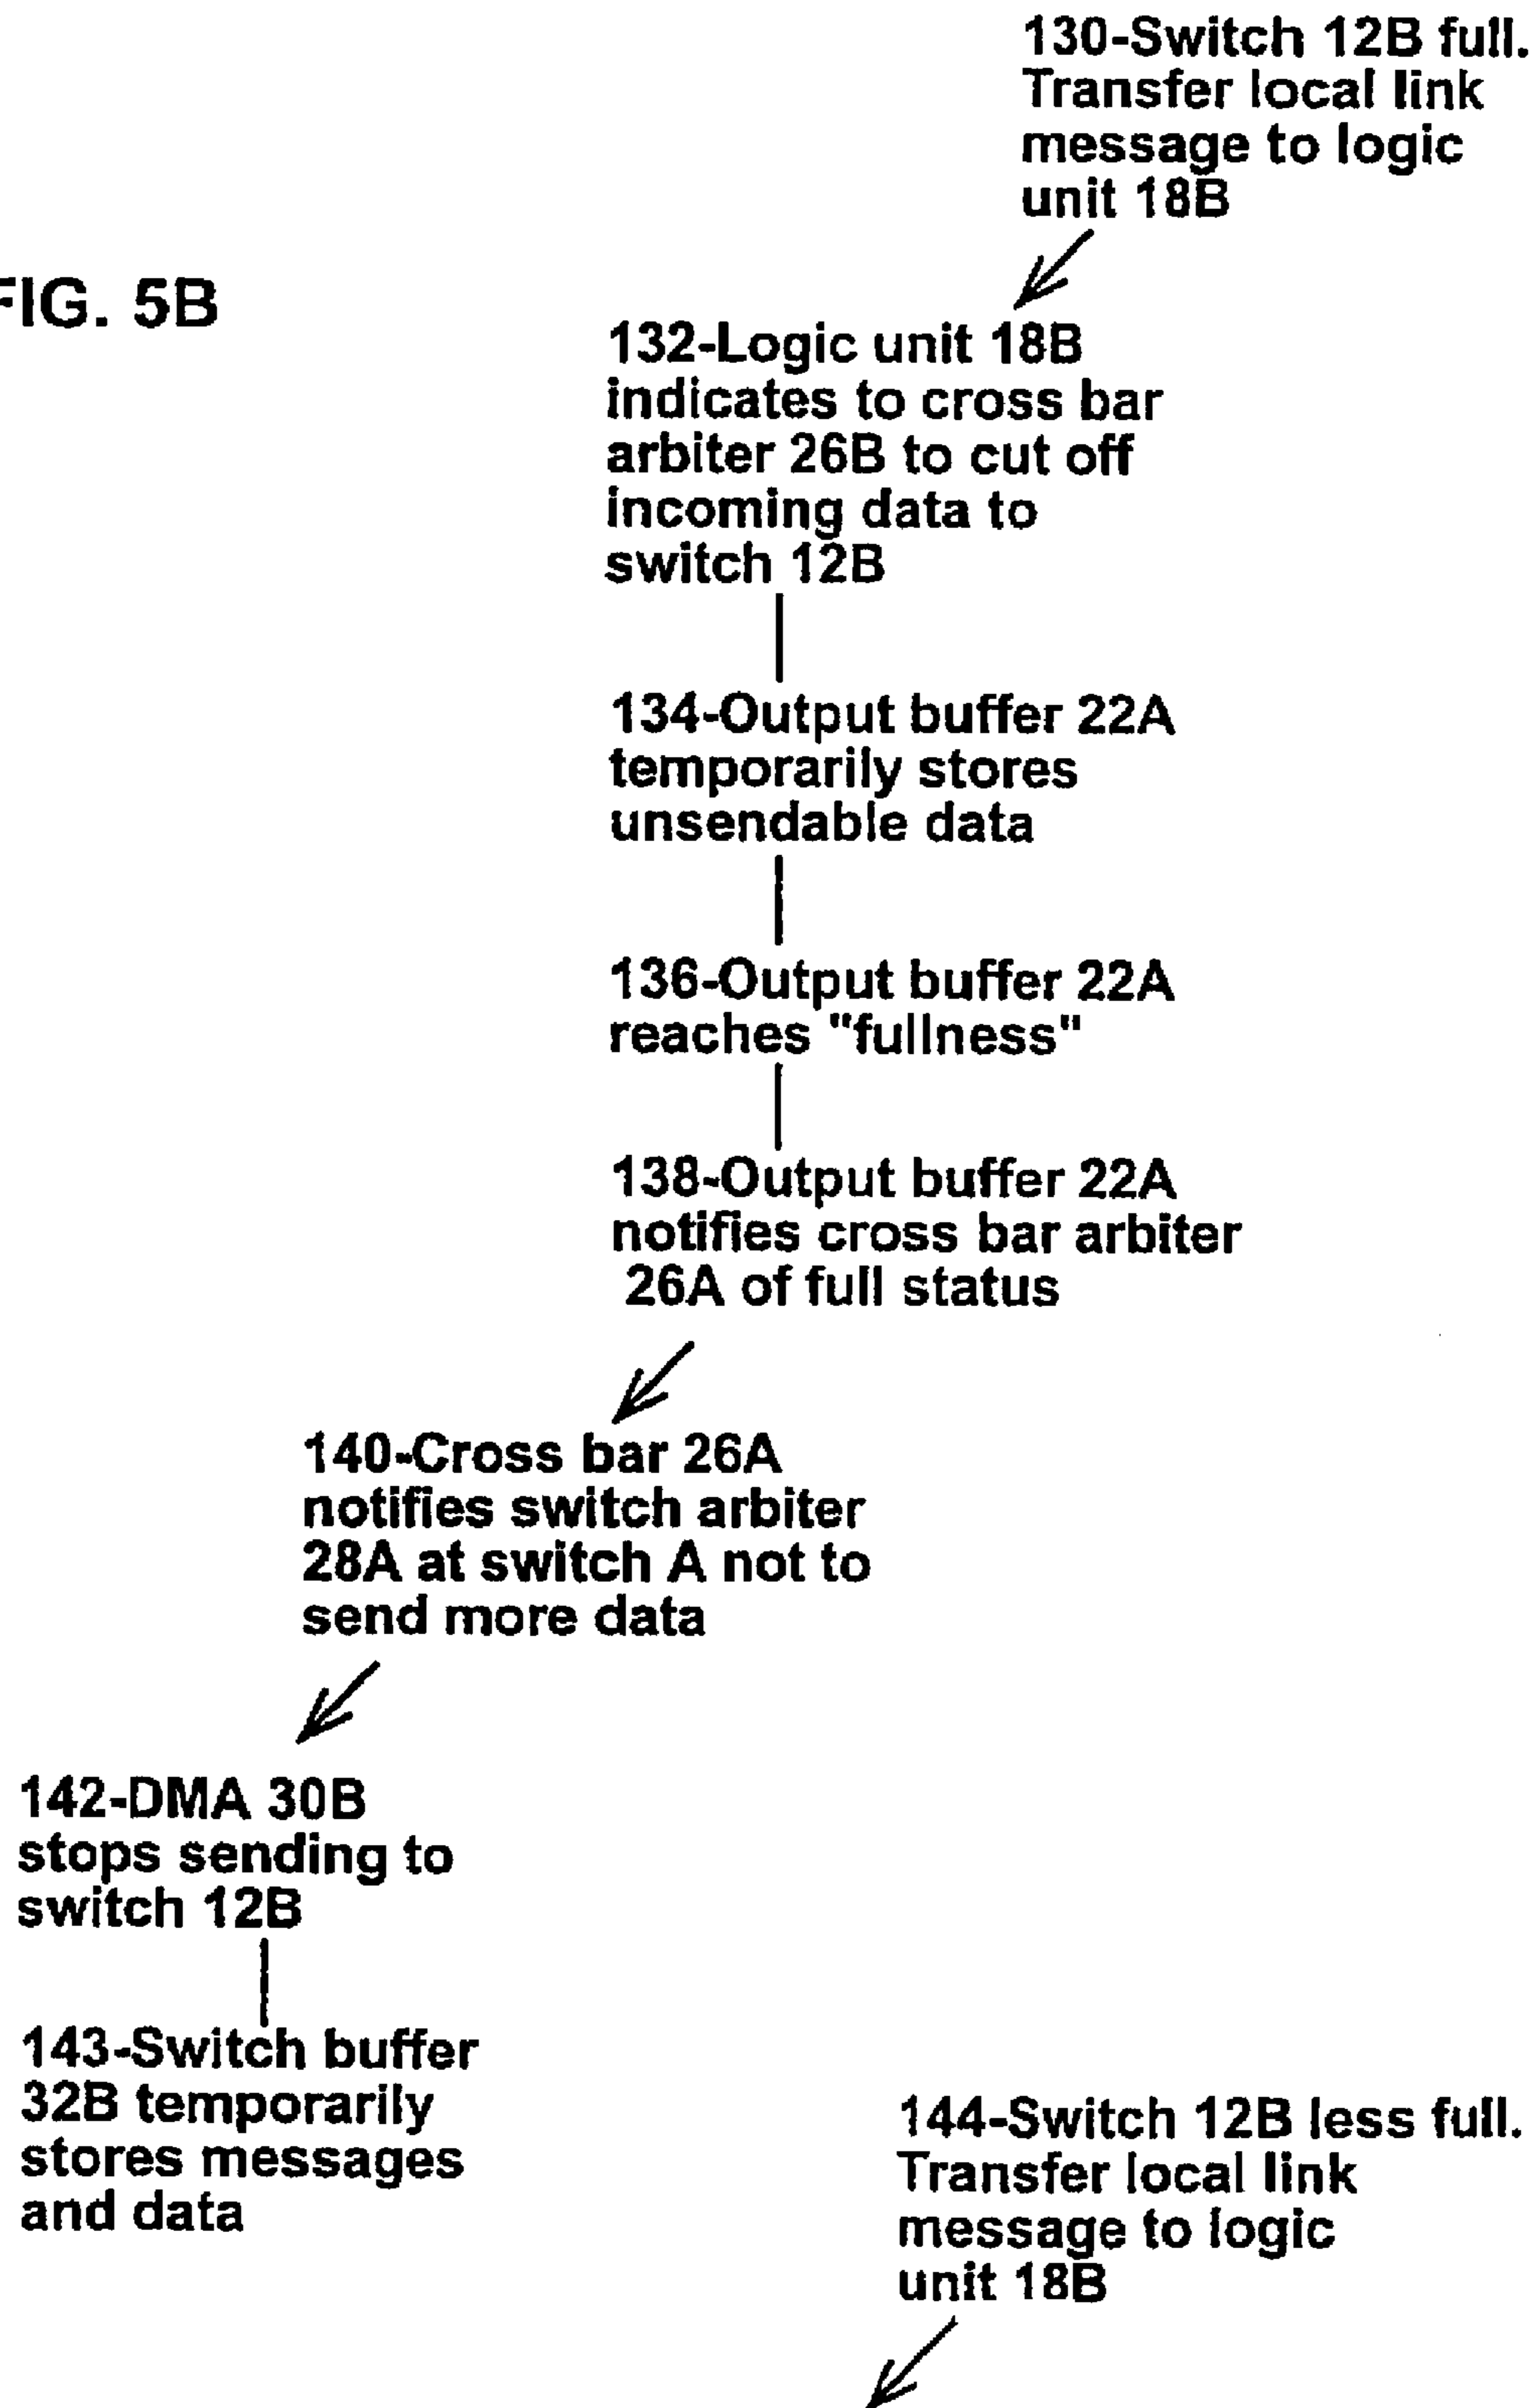 130-Switch 12B full.
Transfer local link
message to logic
unit 18B
FIG. 5B
132-Logic unit 18B
indicates to cross bar
arbiter 26B to cut off
incoming data to
switch 12B
134-Output buffer 22A
temporarily stores
unsendable data
136-Output buffer 22A
reaches "fullness"
138-Output buffer 22A
notifies cross bar arbiter
26A of full status
140-Cross bar 26A
notifies switch arbiter
28A at switch A not to
send more data
142-DMA 30B
stops sending to
switch 12B
143-Switch buffer
32B temporarily
stores messages
and data
144-Switch 12B less full.
Transfer local link
message to logic
unit 18B